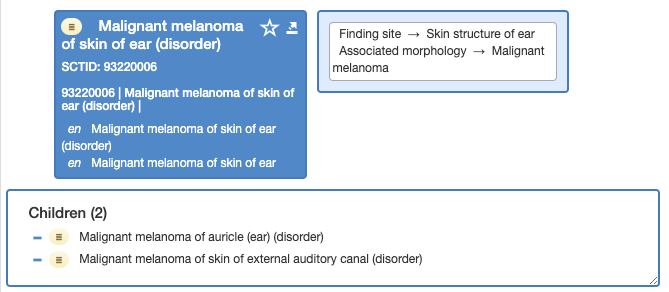 Malignant melanoma
of skin of ear (disorder)
SCTID: 93220006
93220006 | Malignant melanoma of skin of
ear (disorder) |
en Malignant melanoma of skin of ear
(disorder)
en Malignant melanoma of skin of ear
Finding site → Skin structure of ear
Associated morphology → Malignant
melanoma
Children (2)
Malignant melanoma of auricle (ear) (disorder)
Malignant melanoma of skin of external auditory canal (disorder)